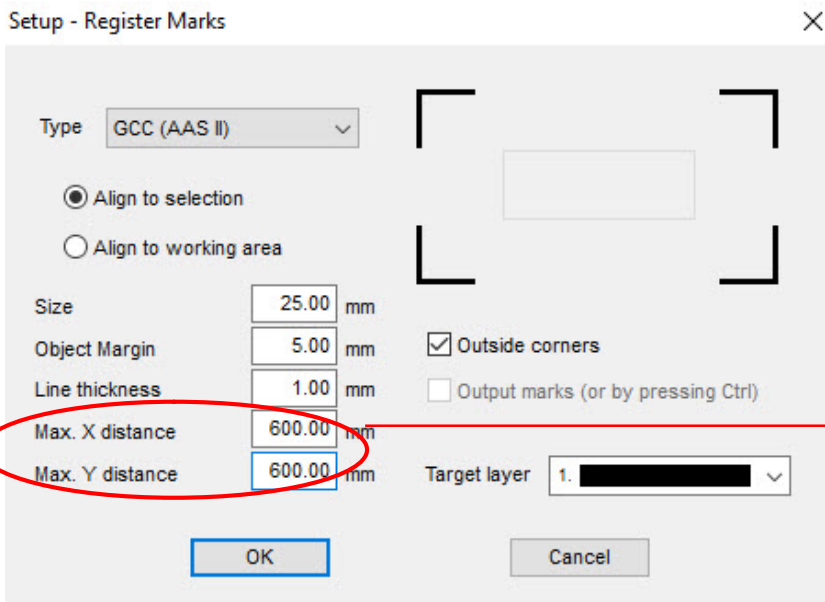 Setup - Register Marks
Type GCC (AAS II)
Align to selection
Align to working area
Size 25.00 mm
Object Margin 5.00 mm
Outside corners
Line thickness 1.00 mm
Output marks (or by pressing Ctrl)
Max. X distance 600.00 mm
Max. Y distance 600.00 mm
Target layer 1.
OK Cancel